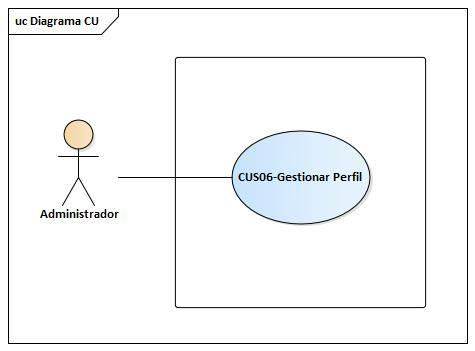 uc Diagrama CU
CUS06-Gestionar Perfil
Administrador